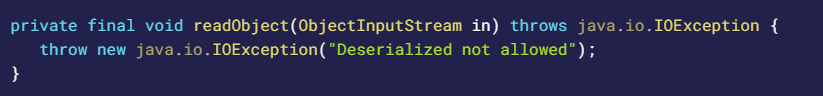 private final void readObject(ObjectInputStream in) throws java.io.IOException {
   throw new java.io.IOException("Deserialized not allowed");
}